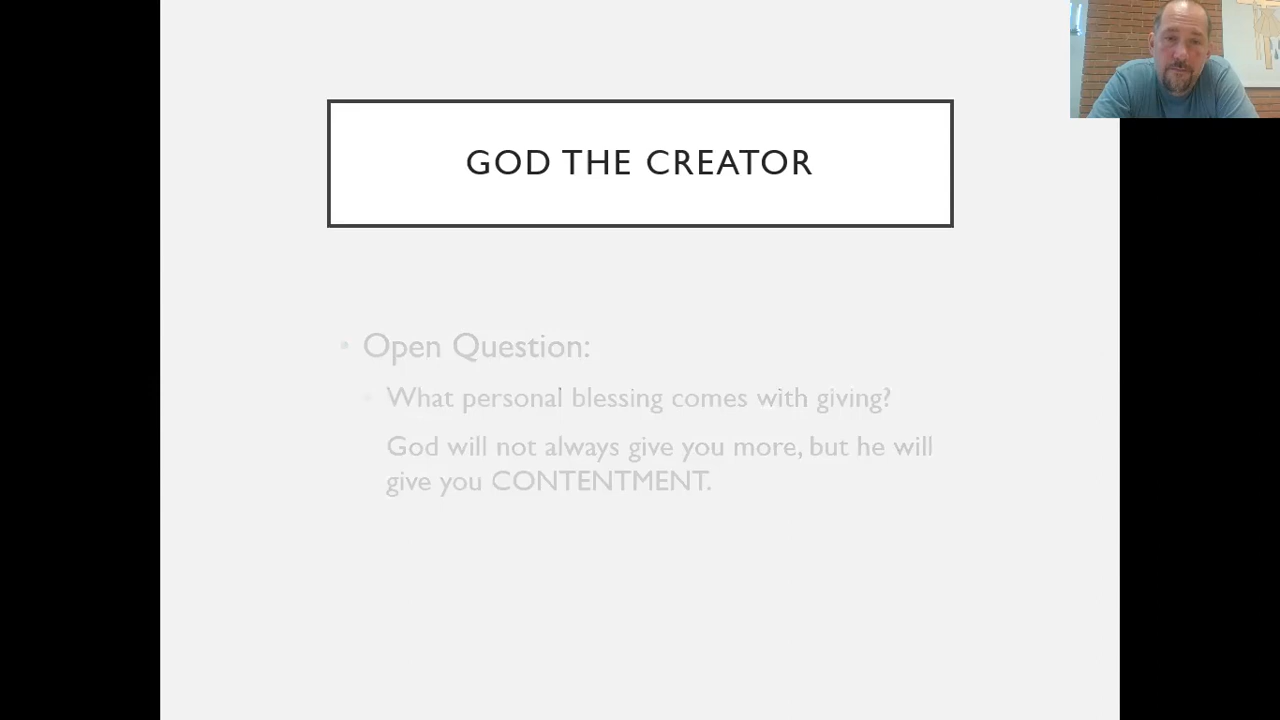 GOD THE CREATOR
• Open Question:
• What personal blessing comes with giving?
God will not always give you more, but he will
give you CONTENTMENT.